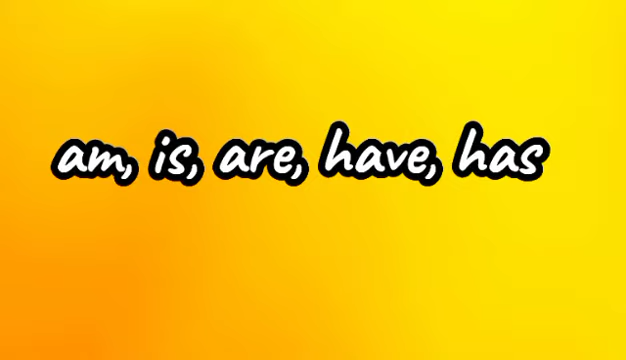 am, is, are, have, has